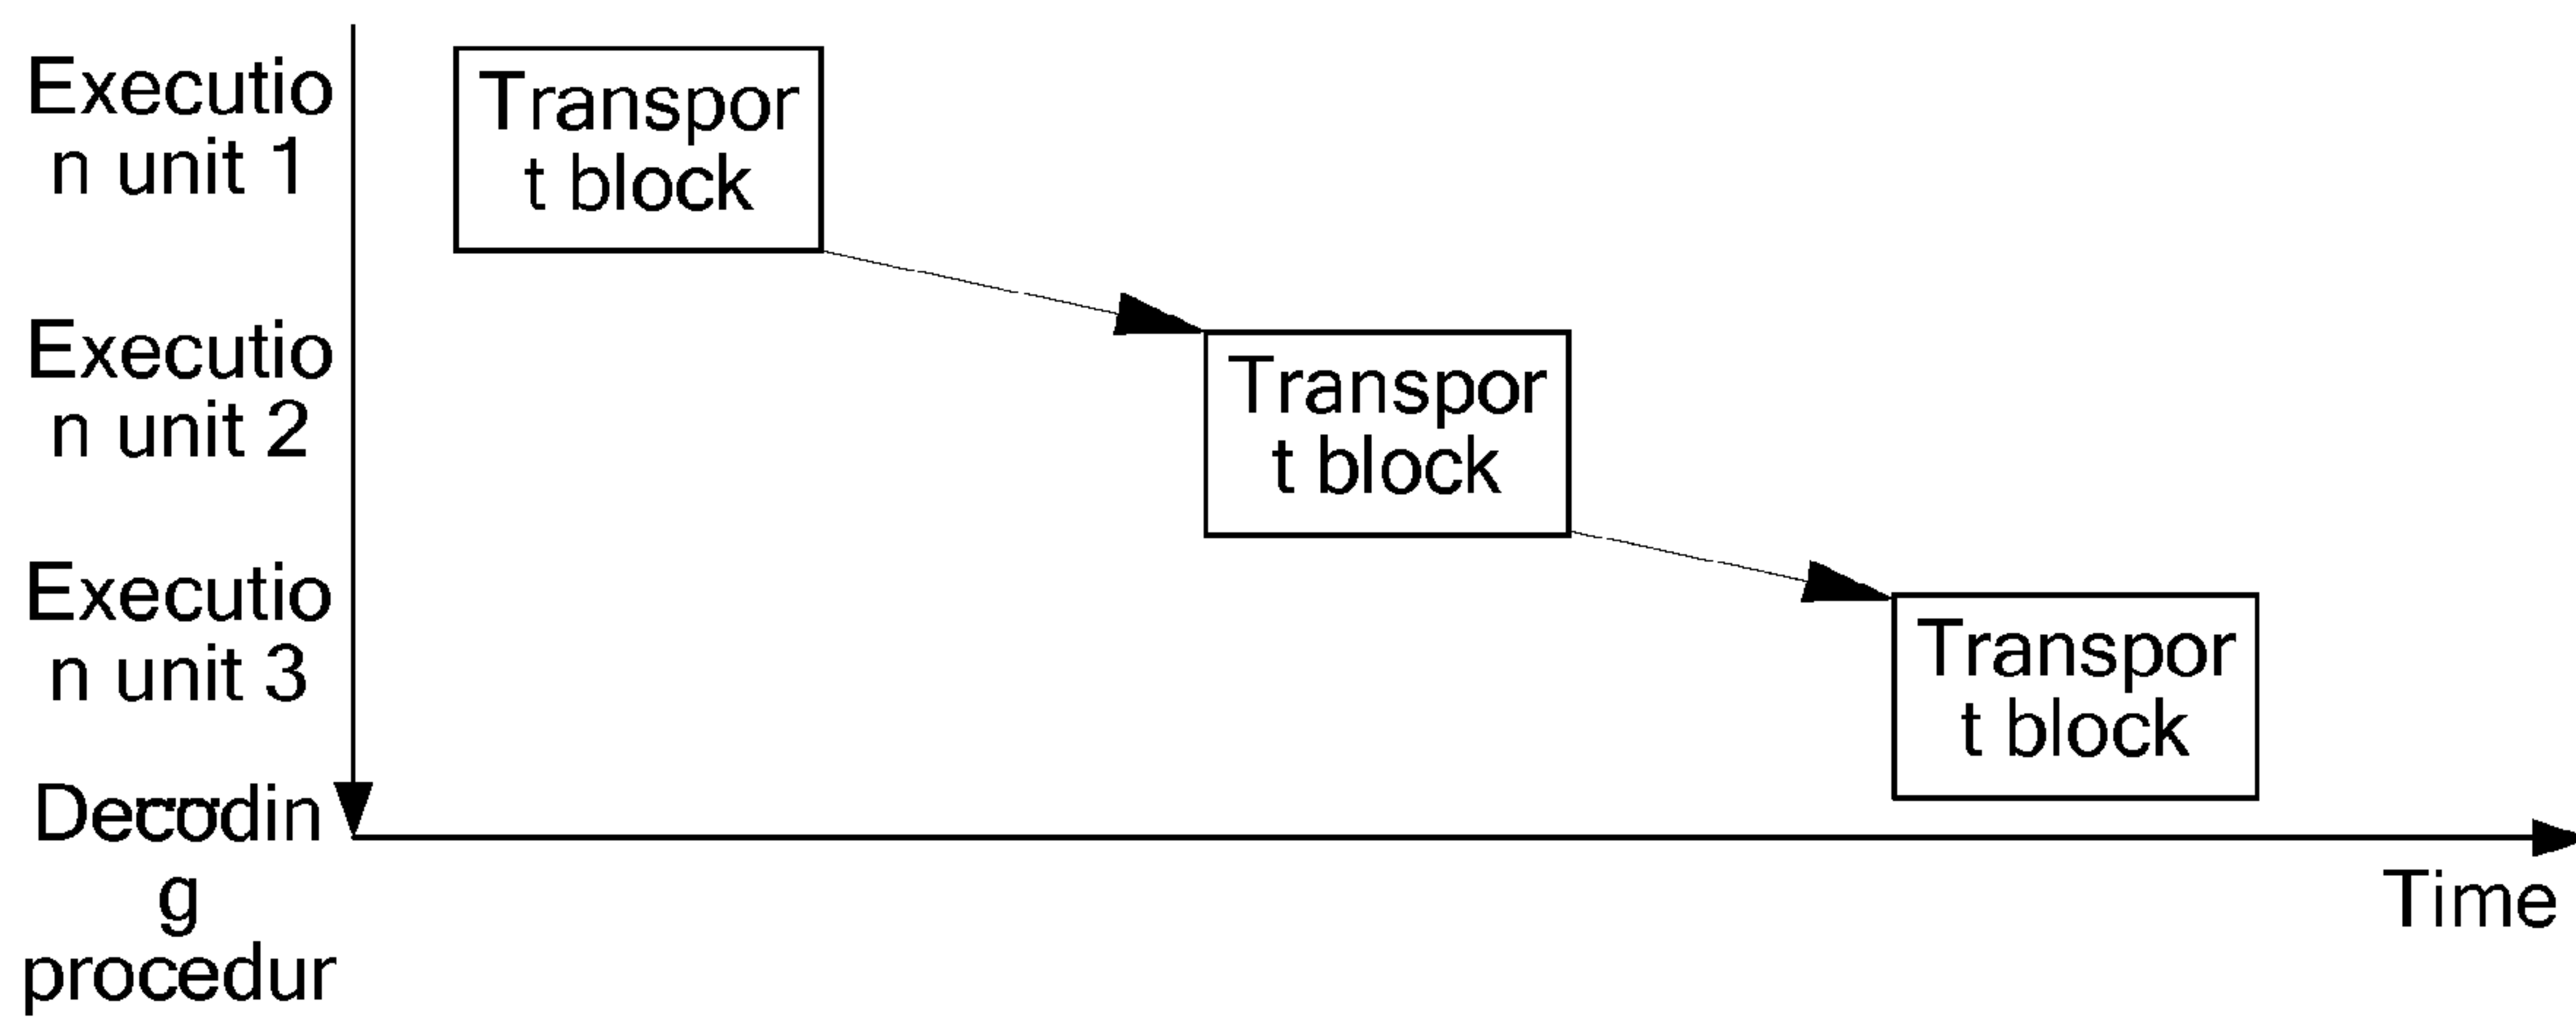 Executio
n unit 1
Transpor
t block
Executio
n unit 2
Transpor
t block
Executio
n unit 3
Transpor
t block
Decodin
g
procedur
Time